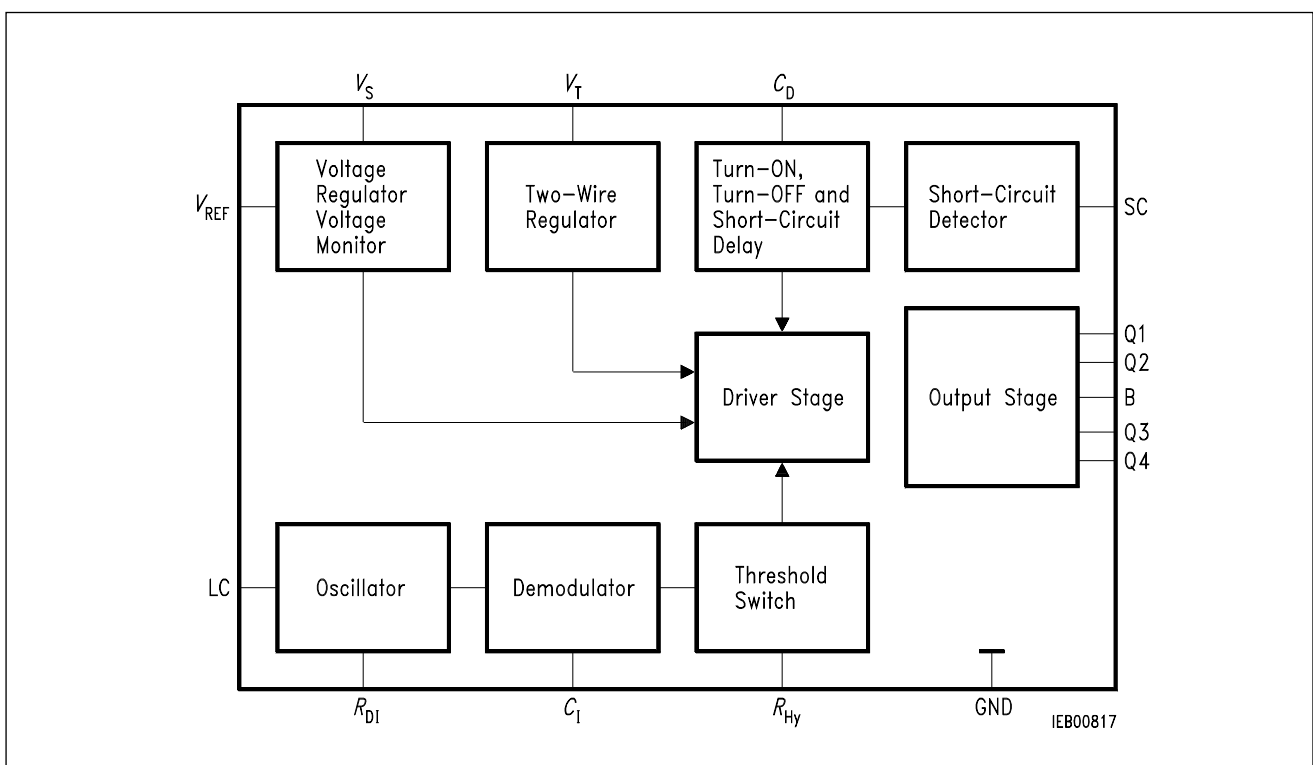 V_S
V_T
C_D
V_REF
Voltage
Regulator
Voltage
Monitor
Two-Wire
Regulator
Turn-ON,
Turn-OFF and
Short-Circuit
Delay
Short-Circuit
Detector
SC
Driver Stage
Output Stage
Q1
Q2
B
Q3
Q4
LC
Oscillator
Demodulator
Threshold
Switch
R_DI
C_I
R_Hy
GND
IEB00817